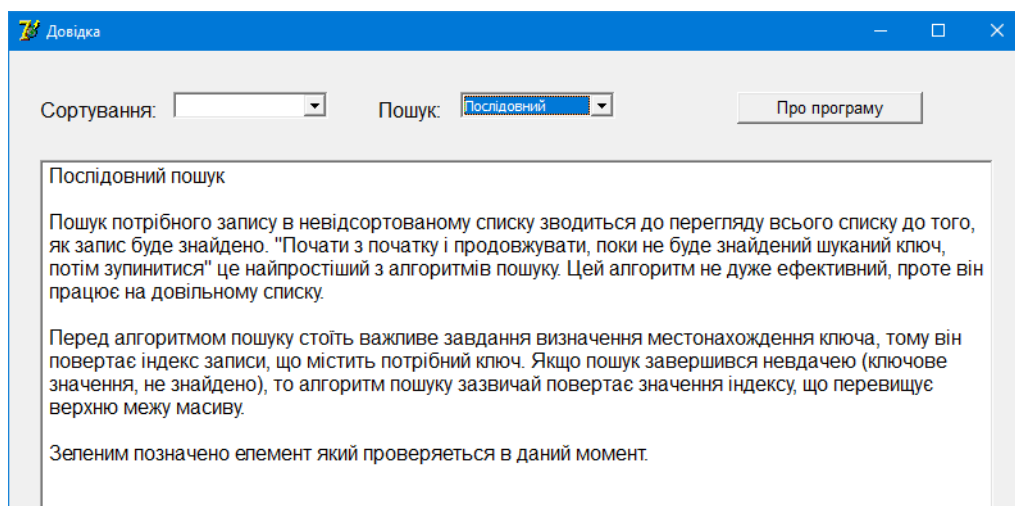 Довідка
Сортування:
Пошук:
Послідовний
Про програму
Послідовний пошук
Пошук потрібного запису в невідсортованому списку зводиться до перегляду всього списку до того,
як запис буде знайдено. "Почати з початку і продовжувати, поки не буде знайдений шуканий ключ,
потім зупинитися" це найпростіший з алгоритмів пошуку. Цей алгоритм не дуже ефективний, проте він
працює на довільному списку.
Перед алгоритмом пошуку стоїть важливе завдання визначення местонахождення ключа, тому він
повертає індекс записи, що містить потрібний ключ. Якщо пошук завершився невдачею (ключове
значення, не знайдено), то алгоритм пошуку зазвичай повертає значення індексу, що перевищує
верхню межу масиву.
Зеленим позначено елемент який проверяеться в даний момент.